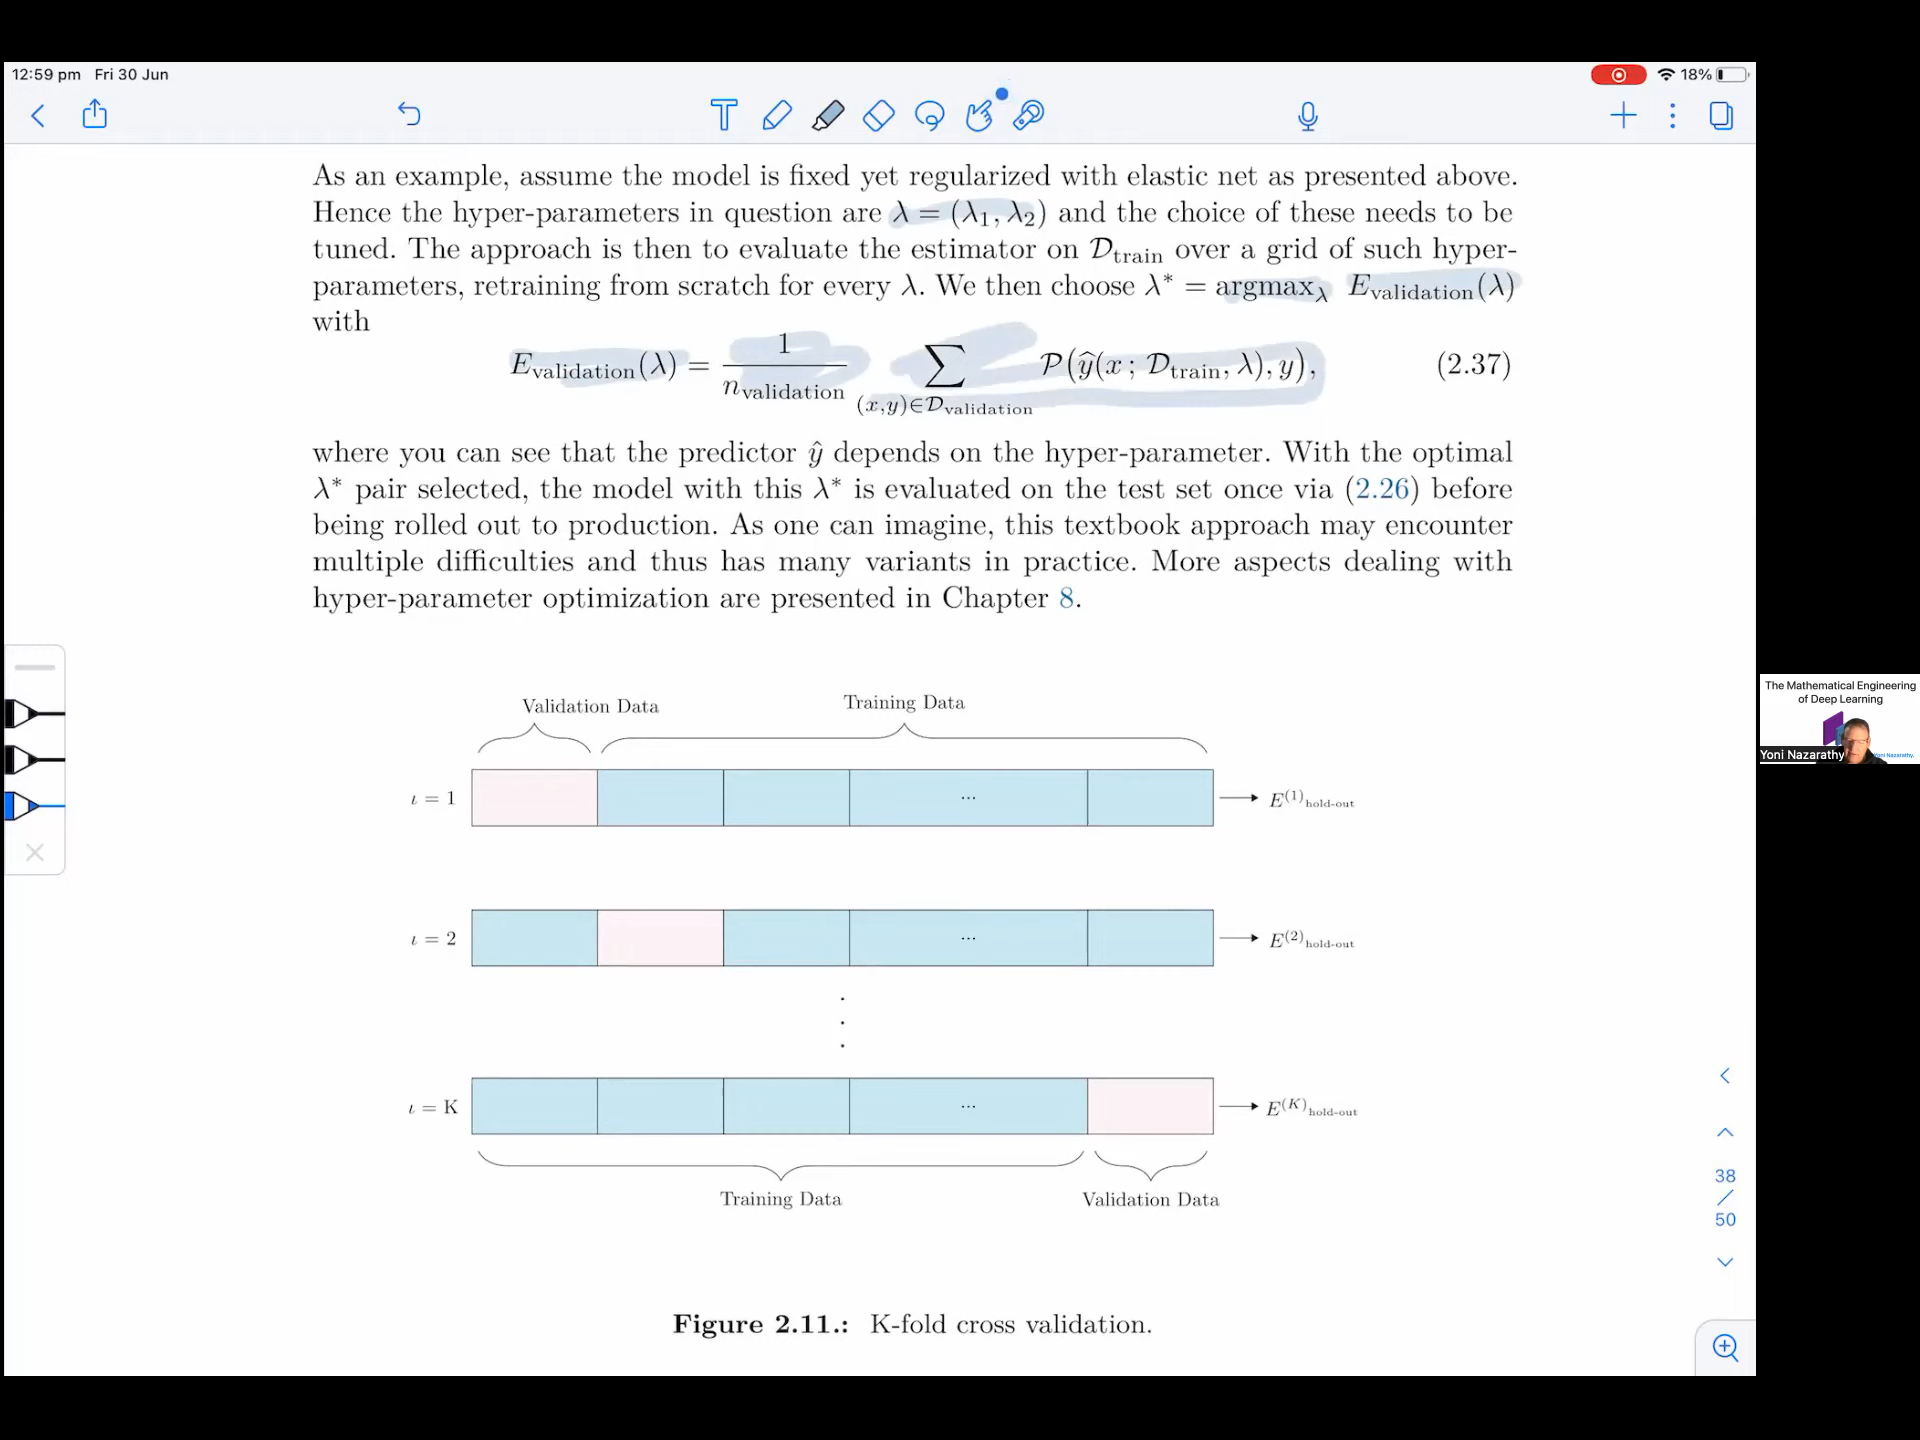 12:59 pm Fri 30 Jun
18%
As an example, assume the model is fixed yet regularized with elastic net as presented above.
Hence the hyper-parameters in question are λ = (λ₁, λ₂) and the choice of these needs to be
tuned. The approach is then to evaluate the estimator on 𝒟train over a grid of such hyper-
parameters, retraining from scratch for every λ. We then choose λ* = argmaxλ Evalidation(λ)
with
Evalidation(λ) = 1/nvalidation ∑(x,y)∈𝒟validation 𝒫(ŷ(x ; 𝒟train, λ), y), (2.37)
where you can see that the predictor ŷ depends on the hyper-parameter. With the optimal
λ* pair selected, the model with this λ* is evaluated on the test set once via (2.26) before
being rolled out to production. As one can imagine, this textbook approach may encounter
multiple difficulties and thus has many variants in practice. More aspects dealing with
hyper-parameter optimization are presented in Chapter 8.
Validation Data Training Data
ι = 1 ... E⁽¹⁾hold-out
ι = 2 ... E⁽²⁾hold-out
ι = K ... E⁽ᴷ⁾hold-out
Training Data Validation Data
Figure 2.11.: K-fold cross validation.
38
/
50
The Mathematical Engineering
of Deep Learning
Yoni Nazarathy
Yoni Nazarathy.